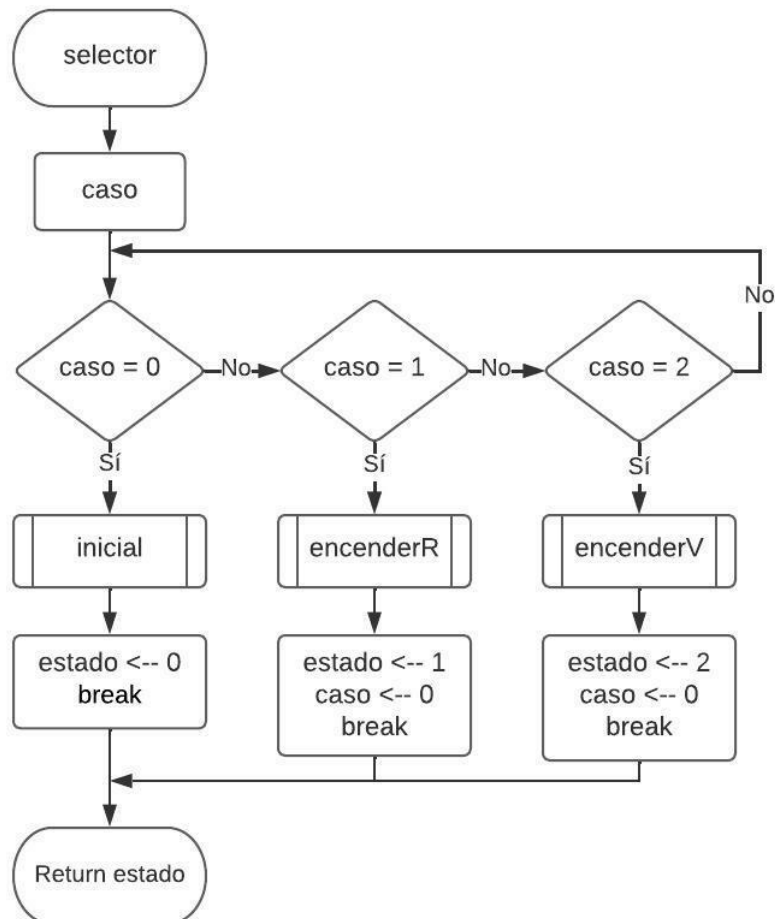 selector
caso
No
caso = 0
No
caso = 1
No
caso = 2
Sí
Sí
Sí
inicial
encenderR
encenderV
estado <-- 0
break
estado <-- 1
caso <-- 0
break
estado <-- 2
caso <-- 0
break
Return estado